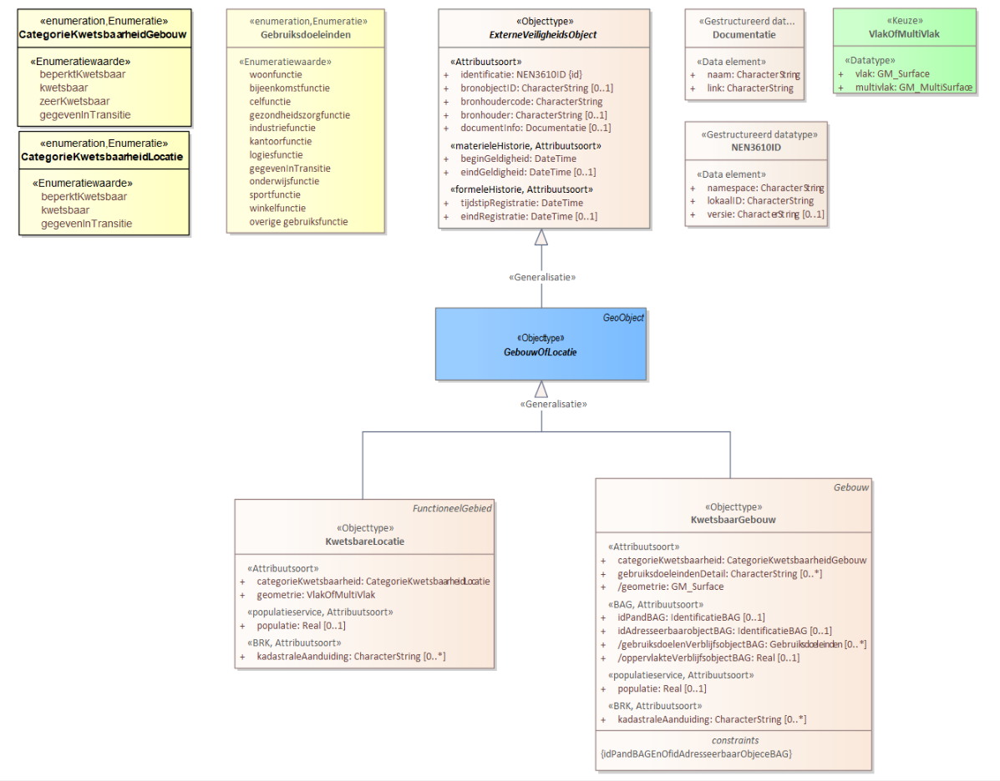 «enumeration,Enumeratie»
CategorieKwetsbaarheidGebouw
«Enumeratiewaarde»
beperktKwetsbaar
kwetsbaar
zeerKwetsbaar
gegevenInTransitie
«enumeration,Enumeratie»
CategorieKwetsbaarheidLocatie
«Enumeratiewaarde»
beperktKwetsbaar
kwetsbaar
gegevenInTransitie
«enumeration,Enumeratie»
Gebruiksdoeleinden
«Enumeratiewaarde»
woonfunctie
bijeenkomstfunctie
celfunctie
gezondheidszorgfunctie
industriefunctie
kantoorfunctie
logiesfunctie
gegevenInTransitie
onderwijsfunctie
sportfunctie
winkelfunctie
overige gebruiksfunctie
«Objecttype»
ExterneVeiligheidsObject
«Attribuutsoort»
+ identificatie: NEN3610ID {id}
+ bronobjectID: CharacterString [0..1]
+ bronhoudercode: CharacterString
+ bronhouder: CharacterString [0..1]
+ documentInfo: Documentatie [0..1]
«materieleHistorie, Attribuutsoort»
+ beginGeldigheid: DateTime
+ eindGeldigheid: DateTime [0..1]
«formeleHistorie, Attribuutsoort»
+ tijdstipRegistratie: DateTime
+ eindRegistratie: DateTime [0..1]
«Gestructureerd dat...
Documentatie
«Data element»
+ naam: CharacterString
+ link: CharacterString
«Keuze»
VlakOfMultiVlak
«Datatype»
+ vlak: GM_Surface
+ multivlak: GM_MultiSurface
«Gestructureerd datatype»
NEN3610ID
«Data element»
+ namespace: CharacterString
+ lokaalID: CharacterString
+ versie: CharacterString [0..1]
«Generalisatie»
GeoObject
«Objecttype»
GebouwOfLocatie
«Generalisatie»
FunctioneelGebied
«Objecttype»
KwetsbareLocatie
«Attribuutsoort»
+ categorieKwetsbaarheid: CategorieKwetsbaarheidLocatie
+ geometrie: VlakOfMultiVlak
«populatieservice, Attribuutsoort»
+ populatie: Real [0..1]
«BRK, Attribuutsoort»
+ kadastraleAanduiding: CharacterString [0..*]
Gebouw
«Objecttype»
KwetsbaarGebouw
«Attribuutsoort»
+ categorieKwetsbaarheid: CategorieKwetsbaarheidGebouw
+ gebruiksdoeleindenDetail: CharacterString [0..*]
+ /geometrie: GM_Surface
«BAG, Attribuutsoort»
+ idPandBAG: IdentificatieBAG [0..1]
+ idAdresseerbaarobjectBAG: IdentificatieBAG [0..1]
+ /gebruiksdoelenVerblijfsobjectBAG: Gebruiksdoeleinden [0..*]
+ /oppervlakteVerblijfsobjectBAG: Real [0..1]
«populatieservice, Attribuutsoort»
+ populatie: Real [0..1]
«BRK, Attribuutsoort»
+ kadastraleAanduiding: CharacterString [0..*]
constraints
{idPandBAGEnOfidAdresseerbaarObjeceBAG}